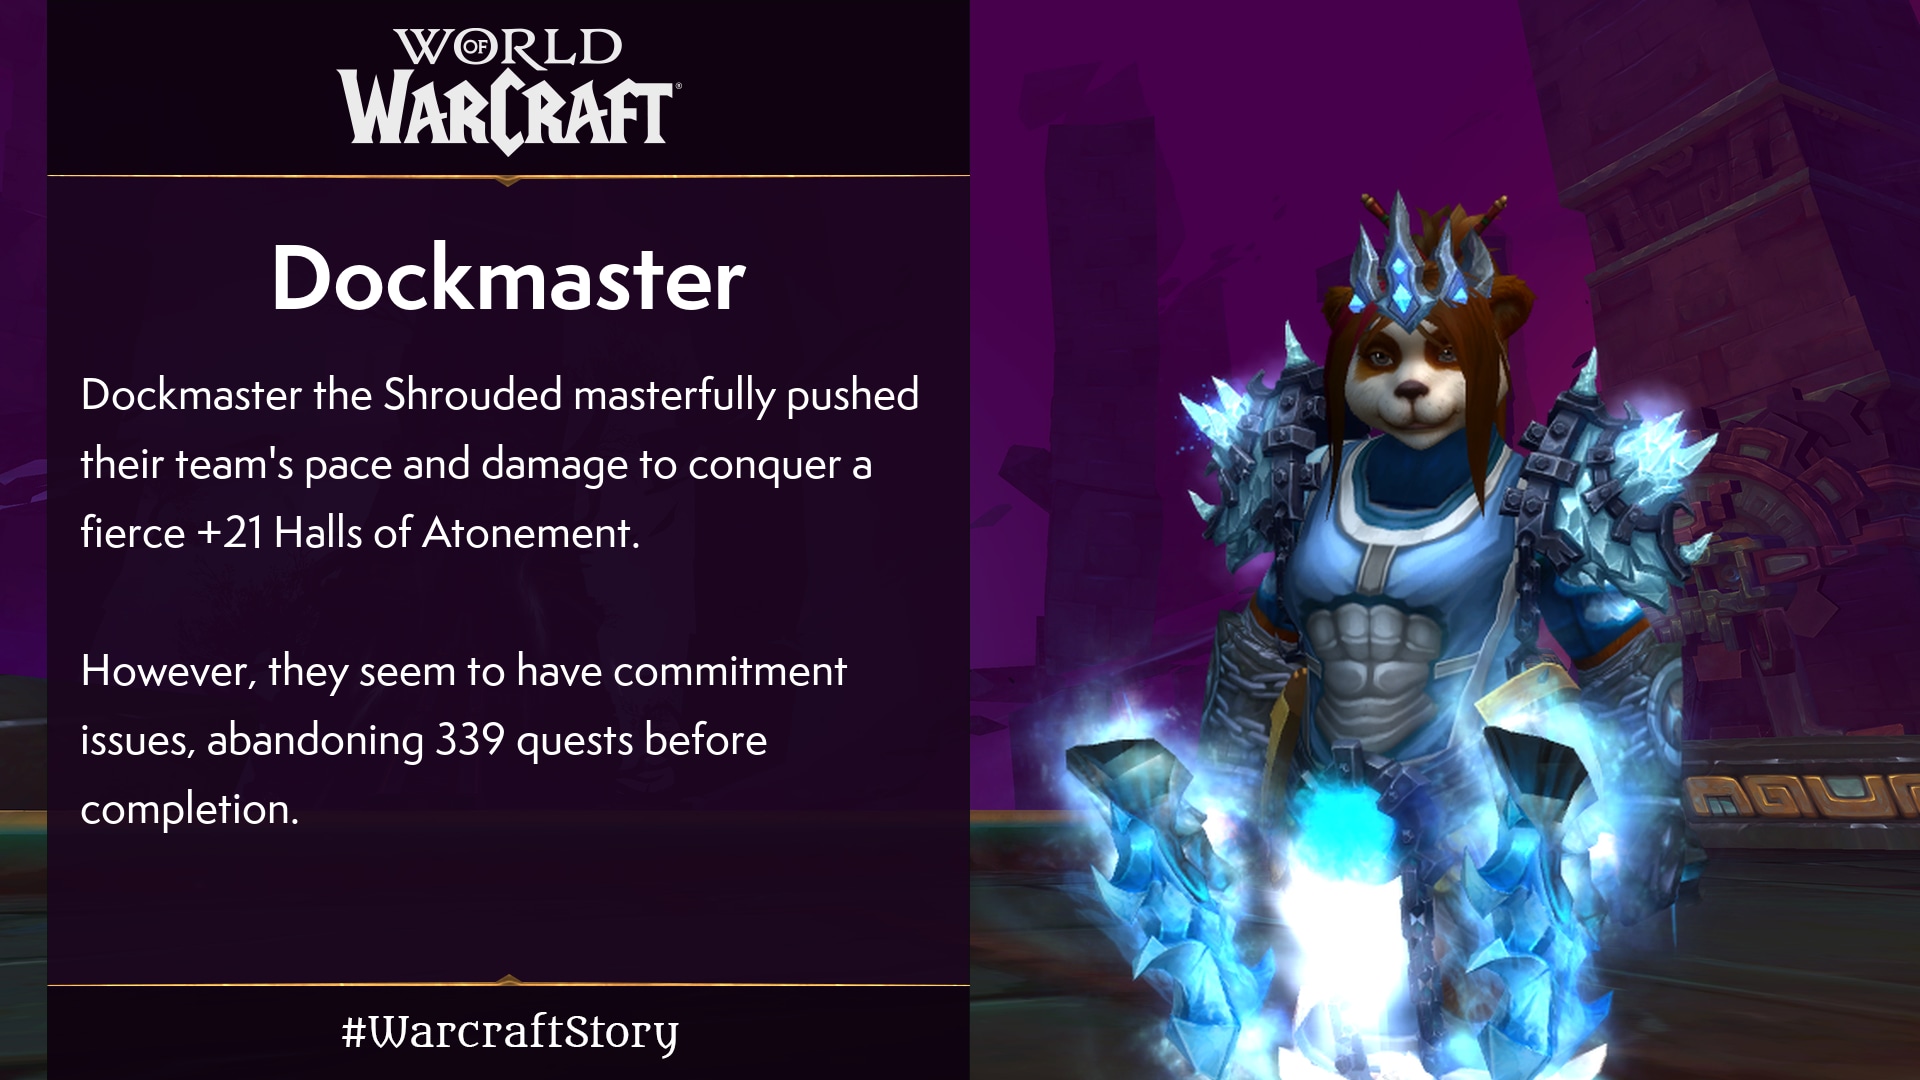 WORLD OF
WARCRAFT®
Dockmaster
Dockmaster the Shrouded masterfully pushed
their team's pace and damage to conquer a
fierce +21 Halls of Atonement.
However, they seem to have commitment
issues, abandoning 339 quests before
completion.
#WarcraftStory